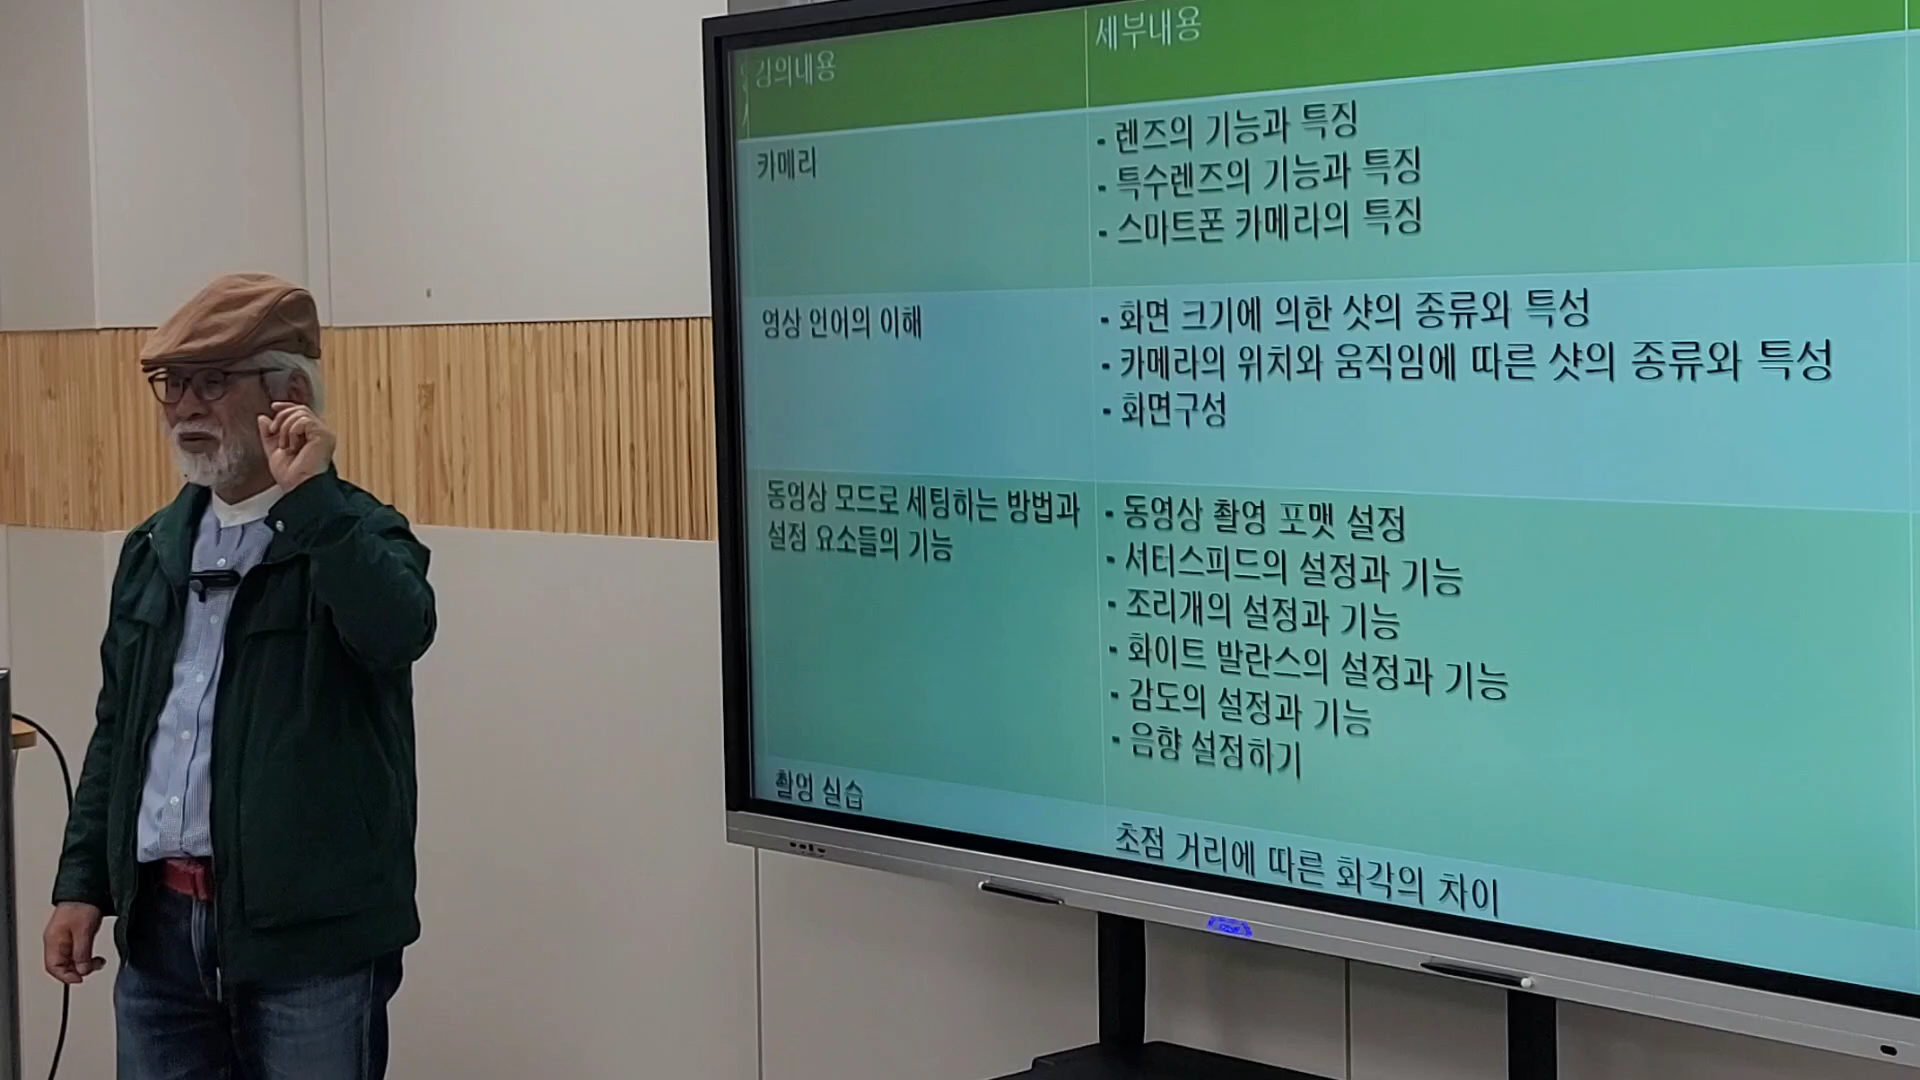 강의내용
세부내용
카메라
- 렌즈의 기능과 특징
- 특수렌즈의 기능과 특징
- 스마트폰 카메라의 특징
영상 언어의 이해
- 화면 크기에 의한 샷의 종류와 특성
- 카메라의 위치와 움직임에 따른 샷의 종류와 특성
- 화면구성
동영상 모드로 세팅하는 방법과
설정 요소들의 기능
- 동영상 촬영 포맷 설정
- 셔터스피드의 설정과 기능
- 조리개의 설정과 기능
- 화이트 발란스의 설정과 기능
- 감도의 설정과 기능
- 음향 설정하기
촬영 실습
초점 거리에 따른 화각의 차이